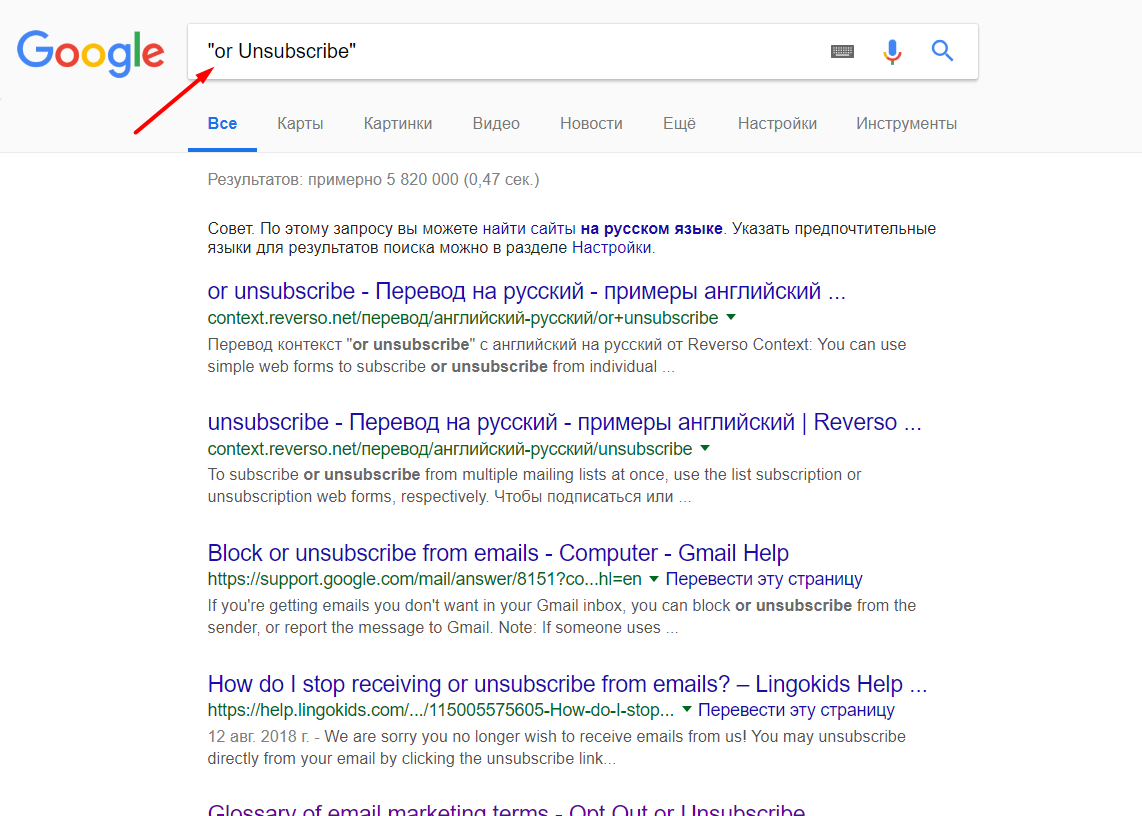 Google
"or Unsubscribe"
Все Карты Картинки Видео Новости Ещё Настройки Инструменты
Результатов: примерно 5 820 000 (0,47 сек.)
Совет. По этому запросу вы можете найти сайты на русском языке. Указать предпочтительные
языки для результатов поиска можно в разделе Настройки.
or unsubscribe - Перевод на русский - примеры английский ...
context.reverso.net/перевод/английский-русский/or+unsubscribe
Перевод контекст "or unsubscribe" c английский на русский от Reverso Context: You can use
simple web forms to subscribe or unsubscribe from individual ...
unsubscribe - Перевод на русский - примеры английский | Reverso ...
context.reverso.net/перевод/английский-русский/unsubscribe
To subscribe or unsubscribe from multiple mailing lists at once, use the list subscription or
unsubscription web forms, respectively. Чтобы подписаться или ...
Block or unsubscribe from emails - Computer - Gmail Help
https://support.google.com/mail/answer/8151?co...hl=en Перевести эту страницу
If you're getting emails you don't want in your Gmail inbox, you can block or unsubscribe from the
sender, or report the message to Gmail. Note: If someone uses ...
How do I stop receiving or unsubscribe from emails? – Lingokids Help ...
https://help.lingokids.com/.../115005575605-How-do-I-stop... Перевести эту страницу
12 авг. 2018 г. - We are sorry you no longer wish to receive emails from us! You may unsubscribe
directly from your email by clicking the unsubscribe link...
Glossary of email marketing terms - Opt Out or Unsubscribe